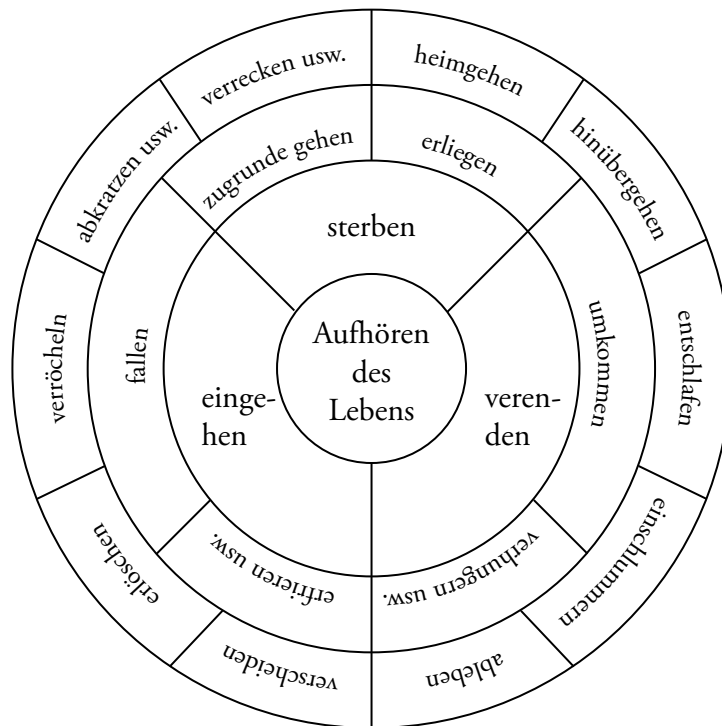 verrecken usw.
heimgehen
abkratzen usw.
zugrunde gehen
erliegen
hinübergehen
sterben
verröcheln
fallen
Aufhören
des
Lebens
umkommen
entschlafen
einge-
hen
veren-
den
erlöschen
erfrieren usw.
verhungern usw.
einschlummern
verscheiden
ableben